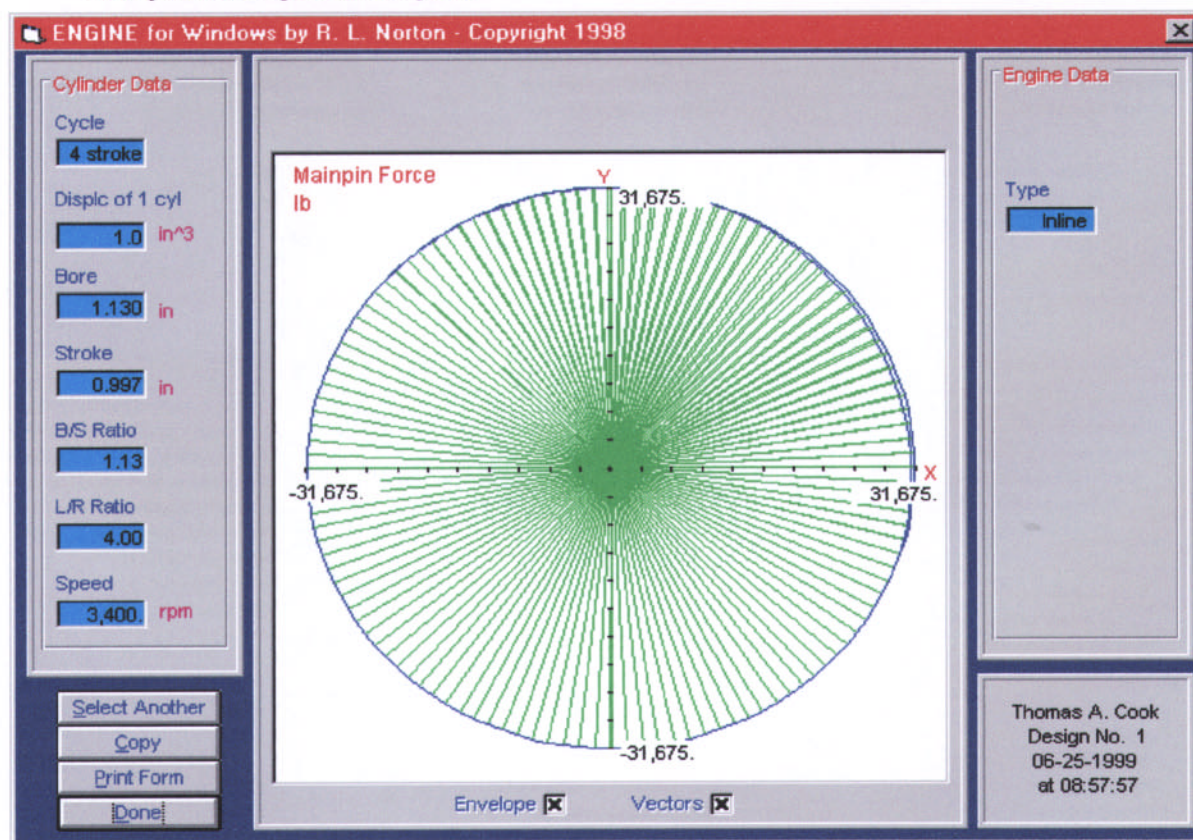 ENGINE for Windows by R. L. Norton - Copyright 1998
Cylinder Data
Cycle
4 stroke
Displc of 1 cyl
1.0 in^3
Bore
1.130 in
Stroke
0.997 in
B/S Ratio
1.13
L/R Ratio
4.00
Speed
3,400. rpm
Select Another
Copy
Print Form
Done
Mainpin Force
lb
Y
31,675.
-31,675.
31,675.
X
-31,675.
Envelope
Vectors
Engine Data
Type
Inline
Thomas A. Cook
Design No. 1
06-25-1999
at 08:57:57